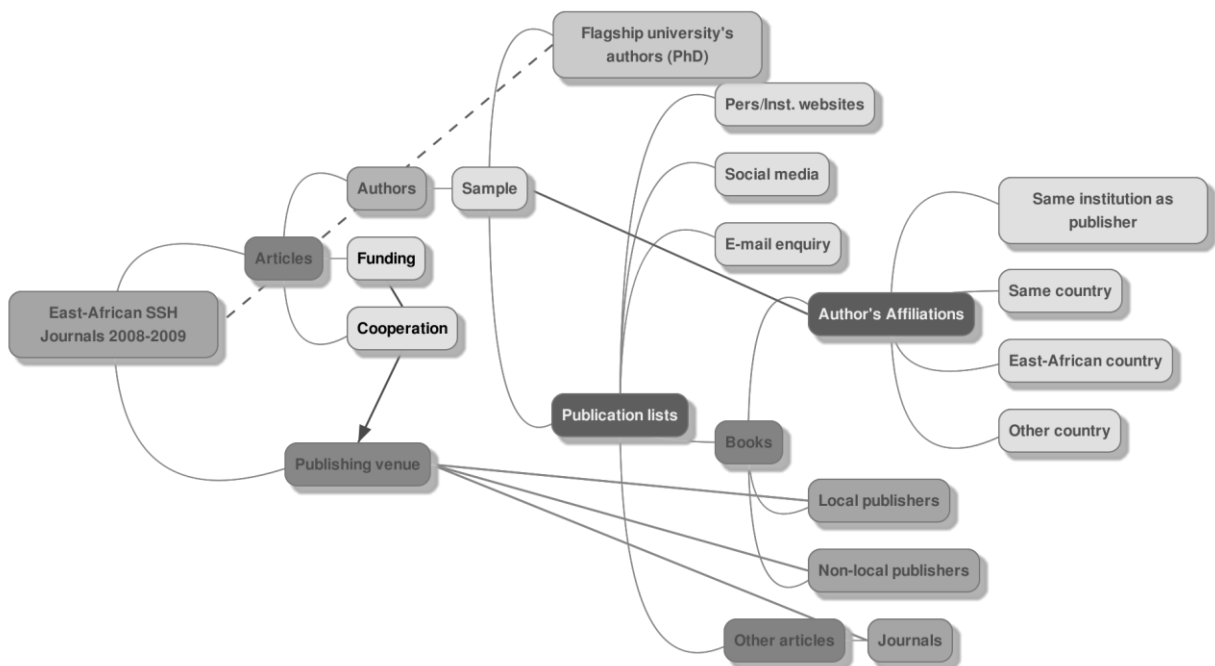 Flagship university's
authors (PhD)
Pers/Inst. websites
Social media
Authors
Sample
Same institution as
publisher
E-mail enquiry
Articles
Funding
Same country
East-African SSH
Journals 2008-2009
Author's Affiliations
Cooperation
East-African country
Publication lists
Books
Other country
Publishing venue
Local publishers
Non-local publishers
Other articles
Journals